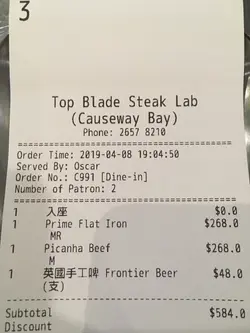 3
Top Blade Steak Lab
(Causeway Bay)
Phone: 2657 8210
Order Time: 2019-04-08 19:04:50
Served By: Oscar
Order No.: C991 [Dine-in]
Number of Patron: 2
1 入座 $0.0
1 Prime Flat Iron $268.0
MR
1 Picanha Beef $268.0
M
1 英國手工啤 Frontier Beer $48.0
(支)
Subtotal $584.0
Discount